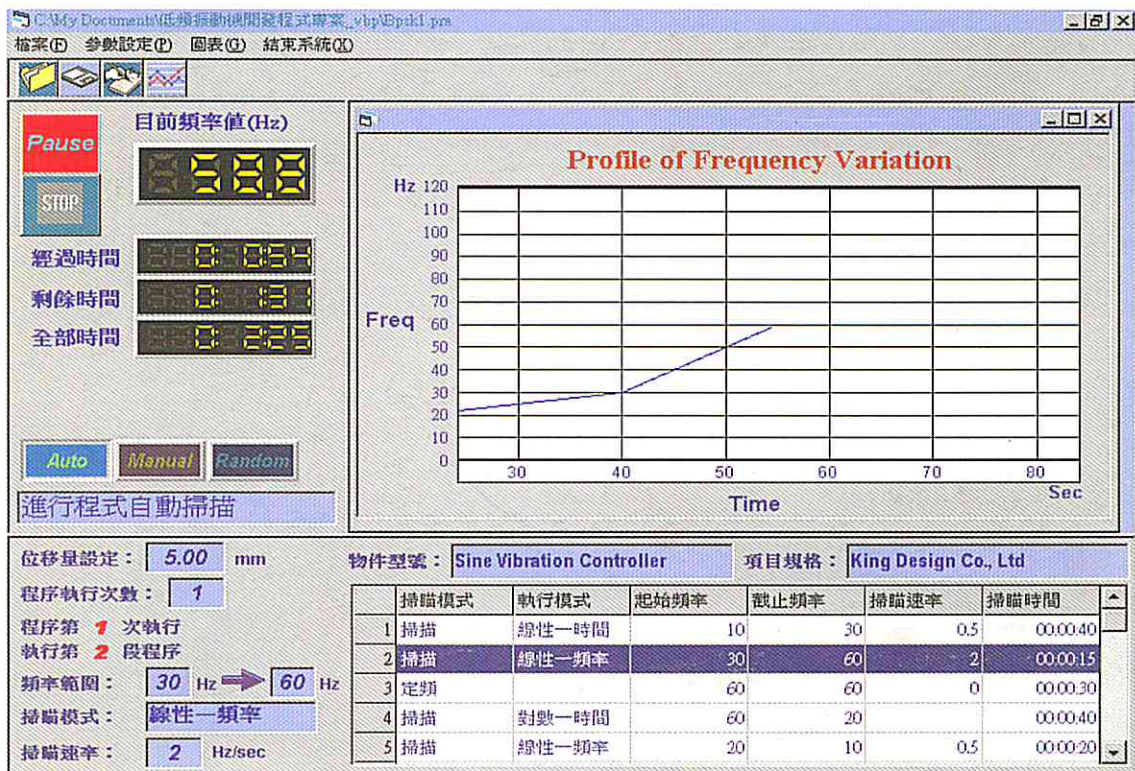 C:\My Documents\低頻振動機開發程式專案_vbp\Epsk1.pra
檔案(F) 參數設定(P) 圖表(G) 結束系統(X)
Pause
目前頻率值(Hz)
58.8
STOP
經過時間 0: 0:54
剩餘時間 0: 1:31
全部時間 0: 2:25
Auto Manual Random
進行程式自動掃描
Profile of Frequency Variation
Hz 120
110
100
90
80
70
Freq 60
50
40
30
20
10
0
30 40 50 60 70 80
Sec
Time
位移量設定： 5.00 mm
程序執行次數： 1
程序第 1 次執行
執行第 2 段程序
頻率範圍： 30 Hz 60 Hz
掃瞄模式： 線性一頻率
掃瞄速率： 2 Hz/sec
物件型號： Sine Vibration Controller 項目規格： King Design Co., Ltd
掃瞄模式 執行模式 起始頻率 截止頻率 掃瞄速率 掃瞄時間
1 掃描 線性一時間 10 30 0.5 00:00:40
2 掃描 線性一頻率 30 60 2 00:00:15
3 定頻 60 60 0 00:00:30
4 掃描 對數一時間 60 20 00:00:40
5 掃描 線性一頻率 20 10 0.5 00:00:20